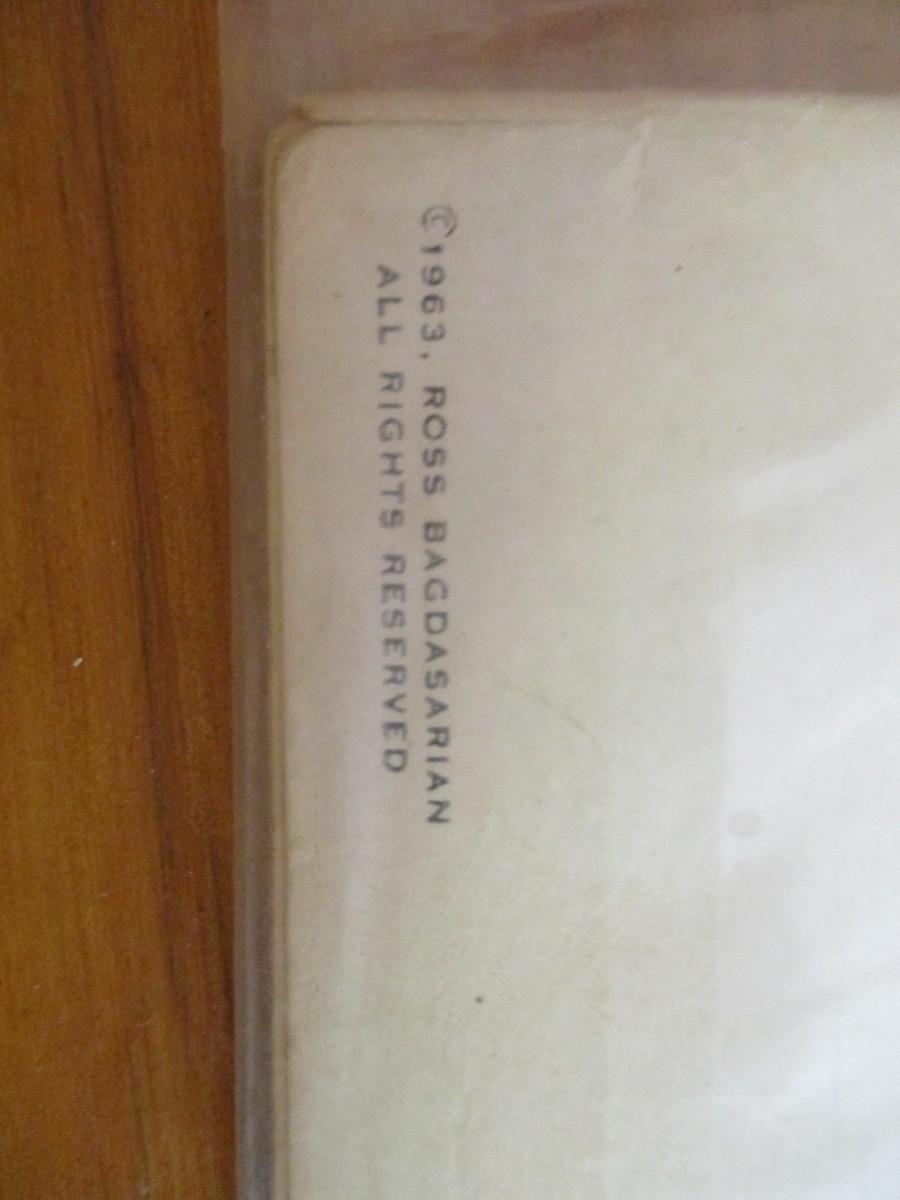 ©1963, ROSS BAGDASARIAN
ALL RIGHTS RESERVED